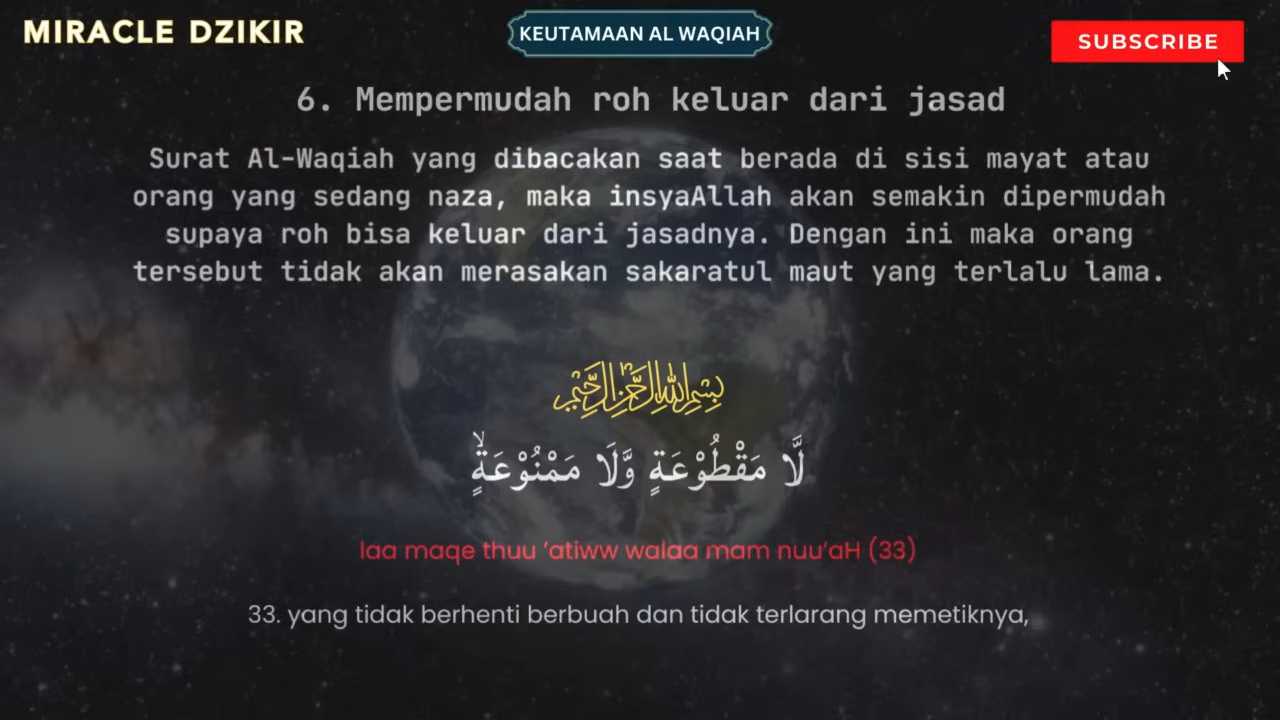 MIRACLE DZIKIR
KEUTAMAAN AL WAQIAH
SUBSCRIBE
6. Mempermudah roh keluar dari jasad
Surat Al-Waqiah yang dibacakan saat berada di sisi mayat atau
orang yang sedang naza, maka insyaAllah akan semakin dipermudah
supaya roh bisa keluar dari jasadnya. Dengan ini maka orang
tersebut tidak akan merasakan sakaratul maut yang terlalu lama.
بِسْمِ اللّٰهِ الرَّحْمٰنِ الرَّحِيْمِ
لَّا مَقْطُوْعَةٍ وَّلَا مَمْنُوْعَةٍۙ
laa maqe thuu ‘atiww walaa mam nuu’aH (33)
33. yang tidak berhenti berbuah dan tidak terlarang memetiknya,